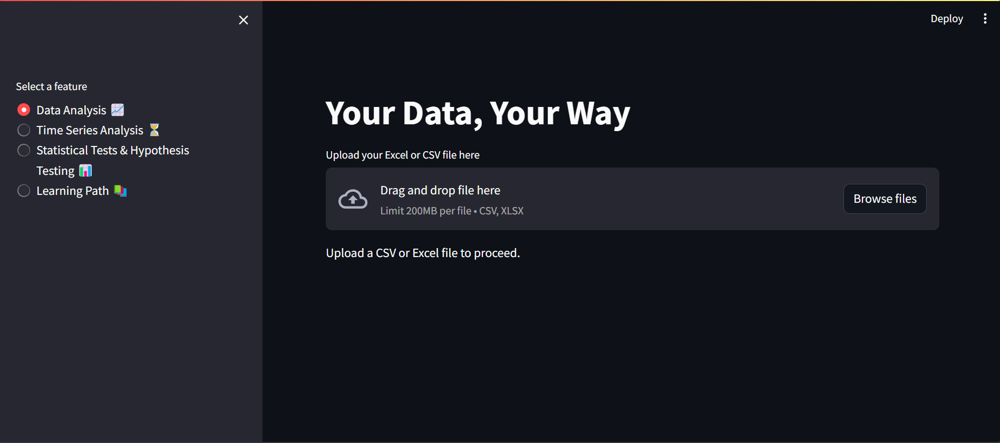 Deploy
Select a feature
Data Analysis 📈
Time Series Analysis ⏳
Statistical Tests & Hypothesis
Testing 📊
Learning Path 📚
Your Data, Your Way
Upload your Excel or CSV file here
Drag and drop file here
Limit 200MB per file • CSV, XLSX
Browse files
Upload a CSV or Excel file to proceed.